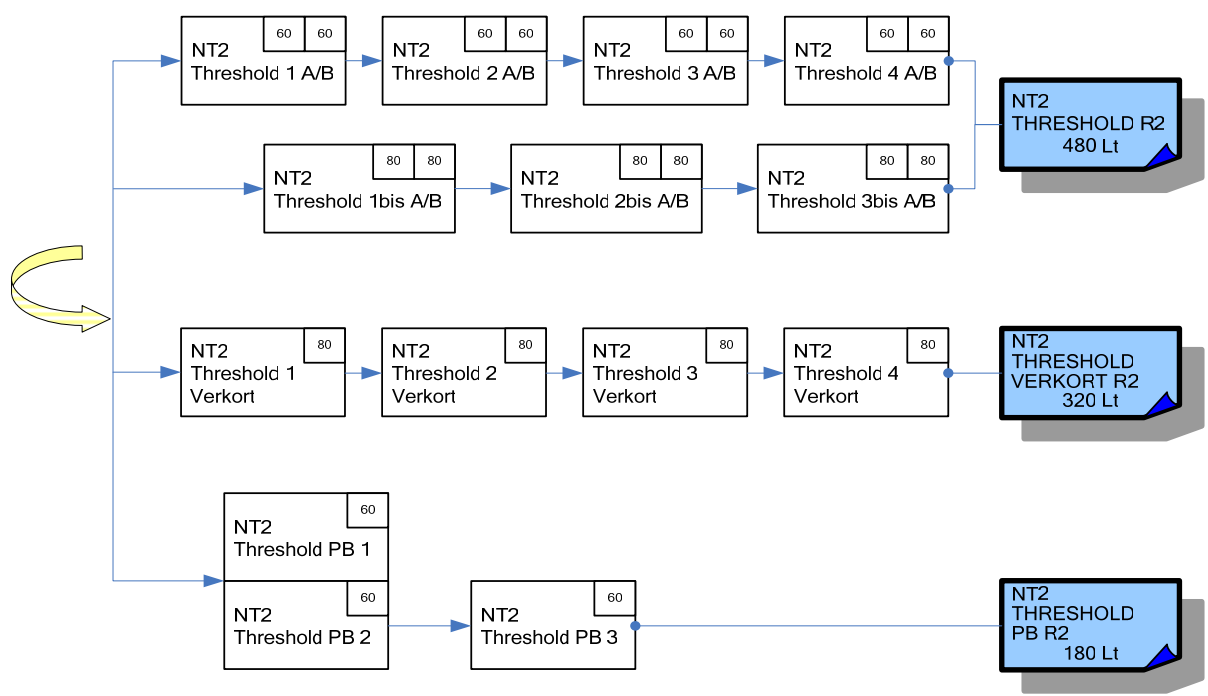 60 60
NT2
Threshold 1 A/B
60 60
NT2
Threshold 2 A/B
60 60
NT2
Threshold 3 A/B
60 60
NT2
Threshold 4 A/B
NT2
THRESHOLD R2
480 Lt
80 80
NT2
Threshold 1bis A/B
80 80
NT2
Threshold 2bis A/B
80 80
NT2
Threshold 3bis A/B
80
NT2
Threshold 1
Verkort
80
NT2
Threshold 2
Verkort
80
NT2
Threshold 3
Verkort
80
NT2
Threshold 4
Verkort
NT2
THRESHOLD
VERKORT R2
320 Lt
60
NT2
Threshold PB 1
60
NT2
Threshold PB 2
60
NT2
Threshold PB 3
NT2
THRESHOLD
PB R2
180 Lt